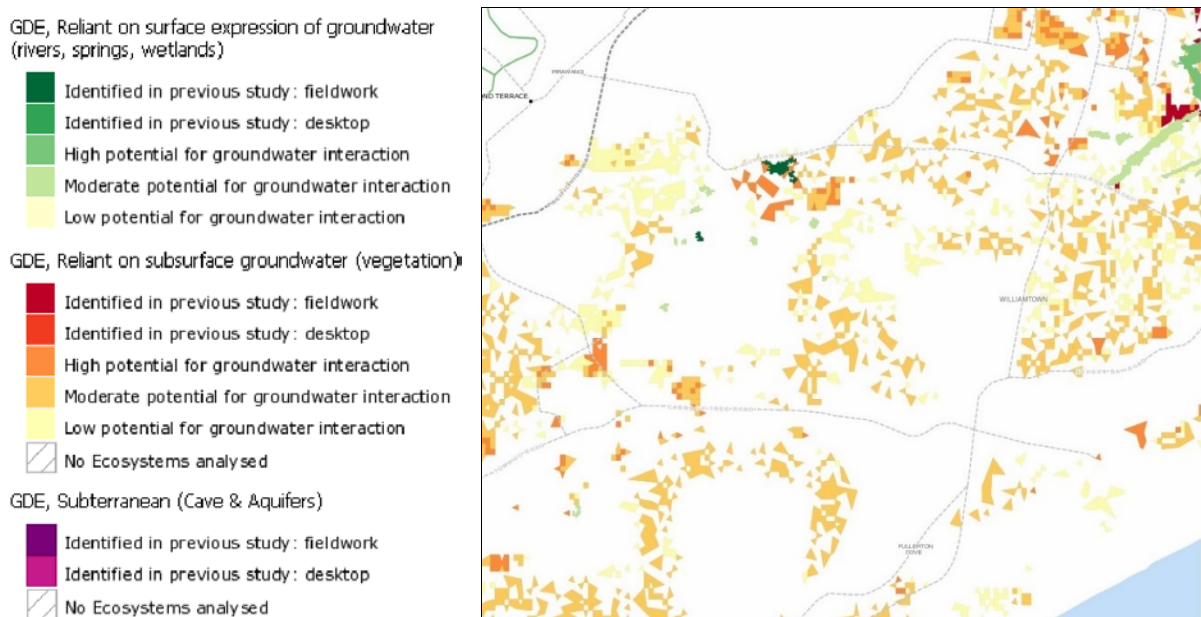 GDE, Reliant on surface expression of groundwater
(rivers, springs, wetlands)
Identified in previous study: fieldwork
Identified in previous study: desktop
High potential for groundwater interaction
Moderate potential for groundwater interaction
Low potential for groundwater interaction
GDE, Reliant on subsurface groundwater (vegetation)
Identified in previous study: fieldwork
Identified in previous study: desktop
High potential for groundwater interaction
Moderate potential for groundwater interaction
Low potential for groundwater interaction
No Ecosystems analysed
GDE, Subterranean (Cave & Aquifers)
Identified in previous study: fieldwork
Identified in previous study: desktop
No Ecosystems analysed
ND TERRACE
WILLIAMTOWN
FULLERTON
COVE